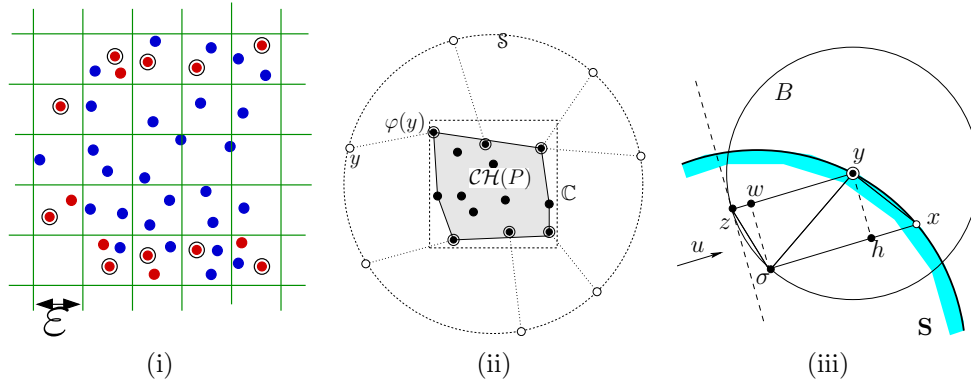 ε
(i)
𝕊
φ(y)
y
𝒞ℋ(P)
ℂ
(ii)
B
y
w
z
x
u
h
σ
S
(iii)